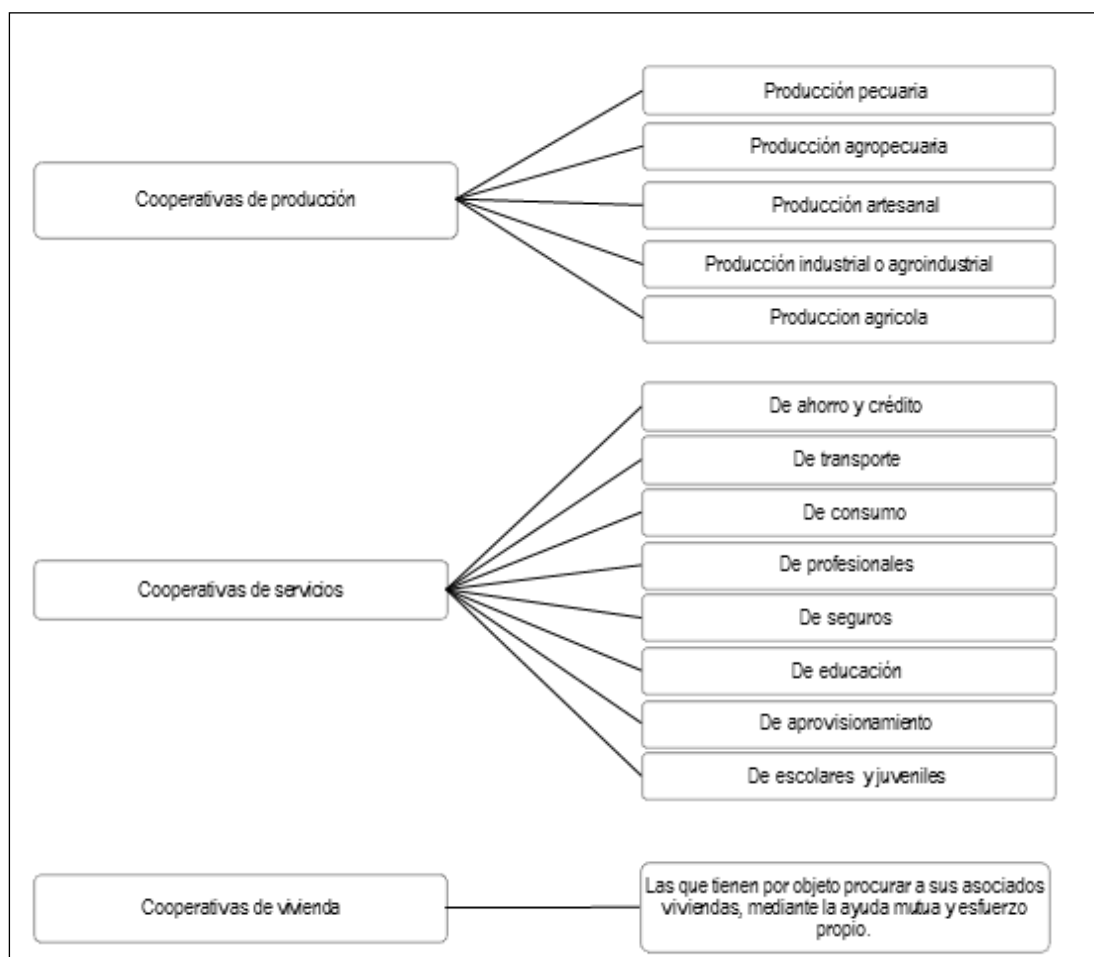 Cooperativas de producción
Producción pecuaria
Producción agropecuaria
Producción artesanal
Producción industrial o agroindustrial
Produccion agricola
Cooperativas de servicios
De ahorro y crédito
De transporte
De consumo
De profesionales
De seguros
De educación
De aprovisionamiento
De escolares y juveniles
Cooperativas de vivienda
Las que tienen por objeto procurar a sus asociados
viviendas, mediante la ayuda mutua y esfuerzo
propio.